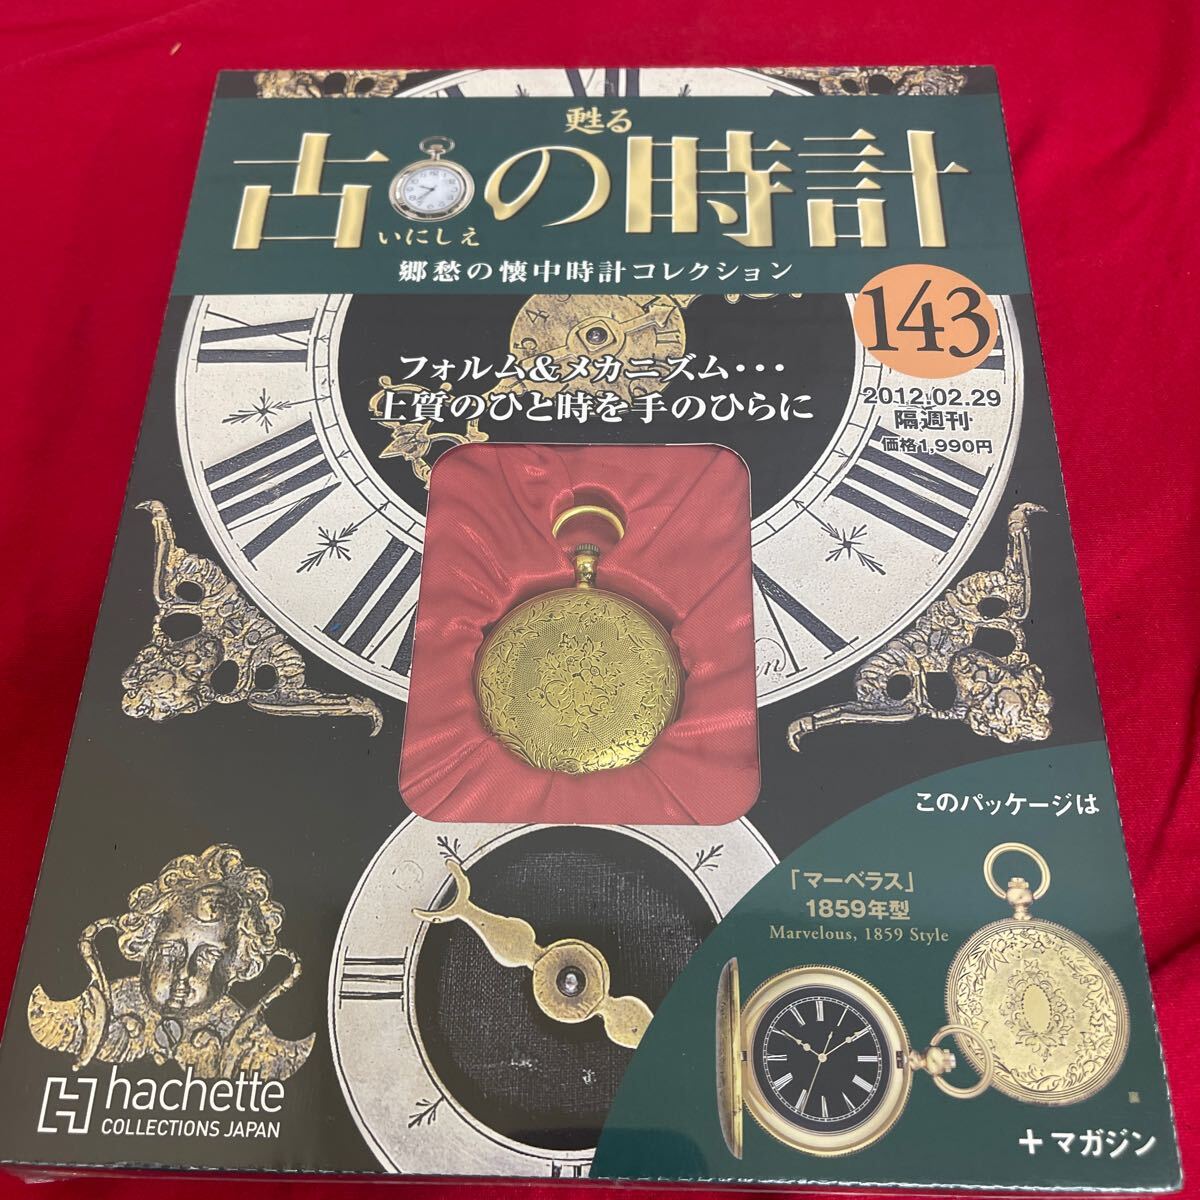 甦る
古の時計
いにしえ
郷愁の懐中時計コレクション
143
2012.02.29
隔週刊
価格1,990円
フォルム&メカニズム・・・
上質のひと時を手のひらに
このパッケージは
「マーベラス」
1859年型
Marvelous, 1859 Style
+マガジン
hachette
COLLECTIONS JAPAN